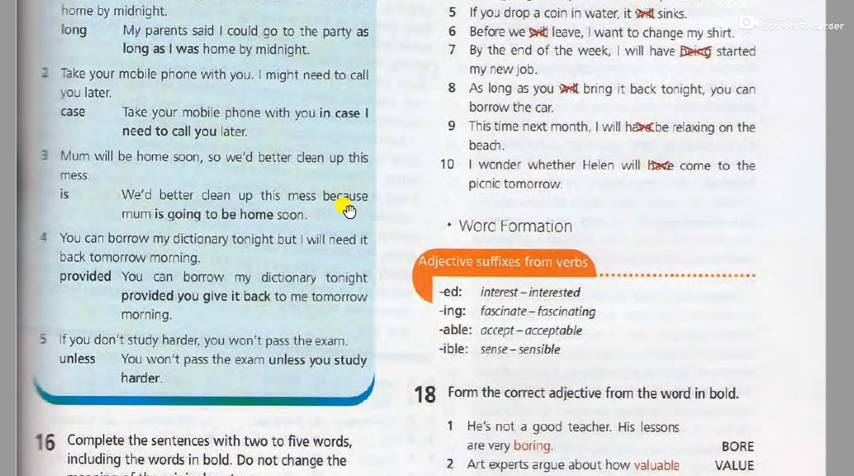 home by midnight.
long My parents said I could go to the party as
long as I was home by midnight.
2 Take your mobile phone with you. I might need to call
you later.
case Take your mobile phone with you in case I
need to call you later.
3 Mum will be home soon, so we'd better clean up this
mess.
is We'd better clean up this mess because
mum is going to be home soon.
4 You can borrow my dictionary tonight but I will need it
back tomorrow morning.
provided You can borrow my dictionary tonight
provided you give it back to me tomorrow
morning.
5 If you don't study harder, you won't pass the exam.
unless You won't pass the exam unless you study
harder.
16 Complete the sentences with two to five words,
including the words in bold. Do not change the
5 If you drop a coin in water, it will sinks.
6 Before we will leave, I want to change my shirt.
7 By the end of the week, I will have being started
my new job.
8 As long as you will bring it back tonight, you can
borrow the car.
9 This time next month, I will have be relaxing on the
beach.
10 I wonder whether Helen will have come to the
picnic tomorrow.
• Word Formation
Adjective suffixes from verbs
-ed: interest – interested
-ing: fascinate – fascinating
-able: accept – acceptable
-ible: sense – sensible
18 Form the correct adjective from the word in bold.
1 He's not a good teacher. His lessons
are very boring. BORE
2 Art experts argue about how valuable VALUE
Screen Recorder